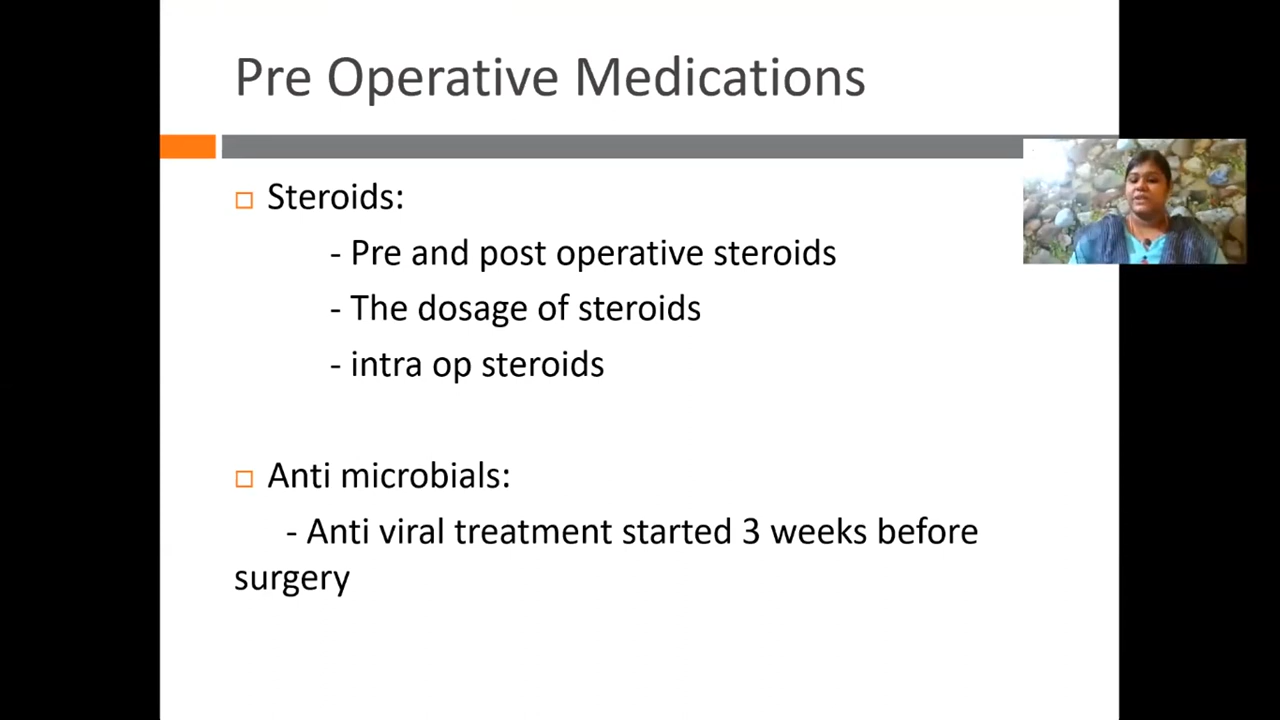 Pre Operative Medications
Steroids:
- Pre and post operative steroids
- The dosage of steroids
- intra op steroids
Anti microbials:
- Anti viral treatment started 3 weeks before
surgery